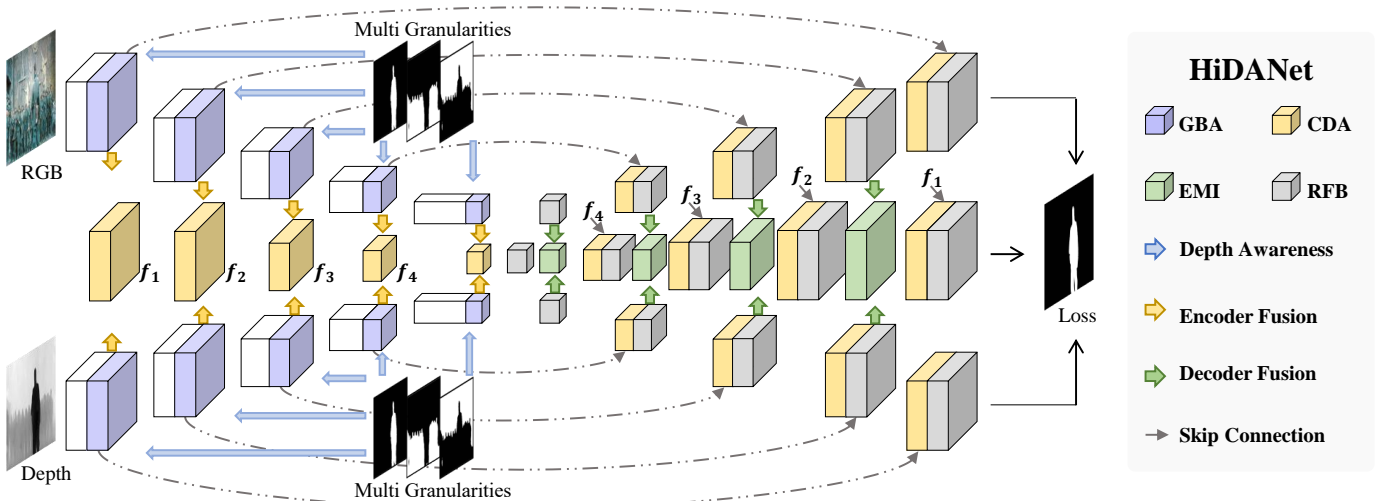 Multi Granularities
RGB
f1
f2
f3
f4
f4
f3
f2
f1
Loss
Depth
Multi Granularities
HiDANet
GBA
CDA
EMI
RFB
Depth Awareness
Encoder Fusion
Decoder Fusion
Skip Connection